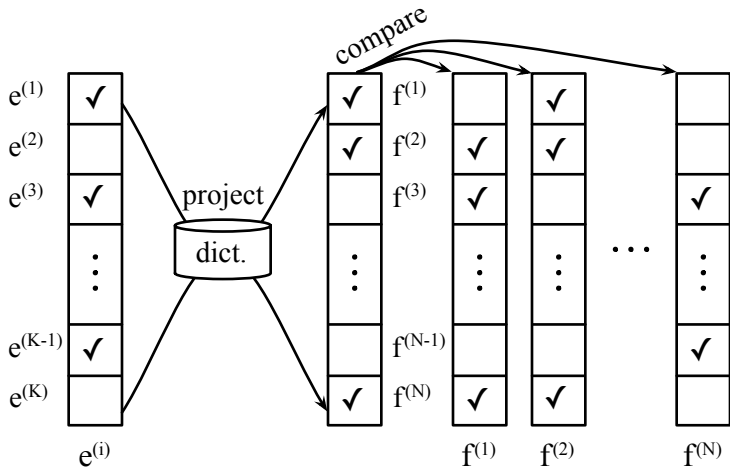 compare
e(1) ✓ ✓ f(1) ✓
e(2) ✓ f(2) ✓ ✓
e(3) ✓ f(3) ✓ ✓
project
dict.
⋮ ⋮ ⋮ ⋮ ... ⋮
e(K-1) ✓ f(N-1) ✓
e(K) ✓ f(N) ✓ ✓
e(i) f(1) f(2) f(N)